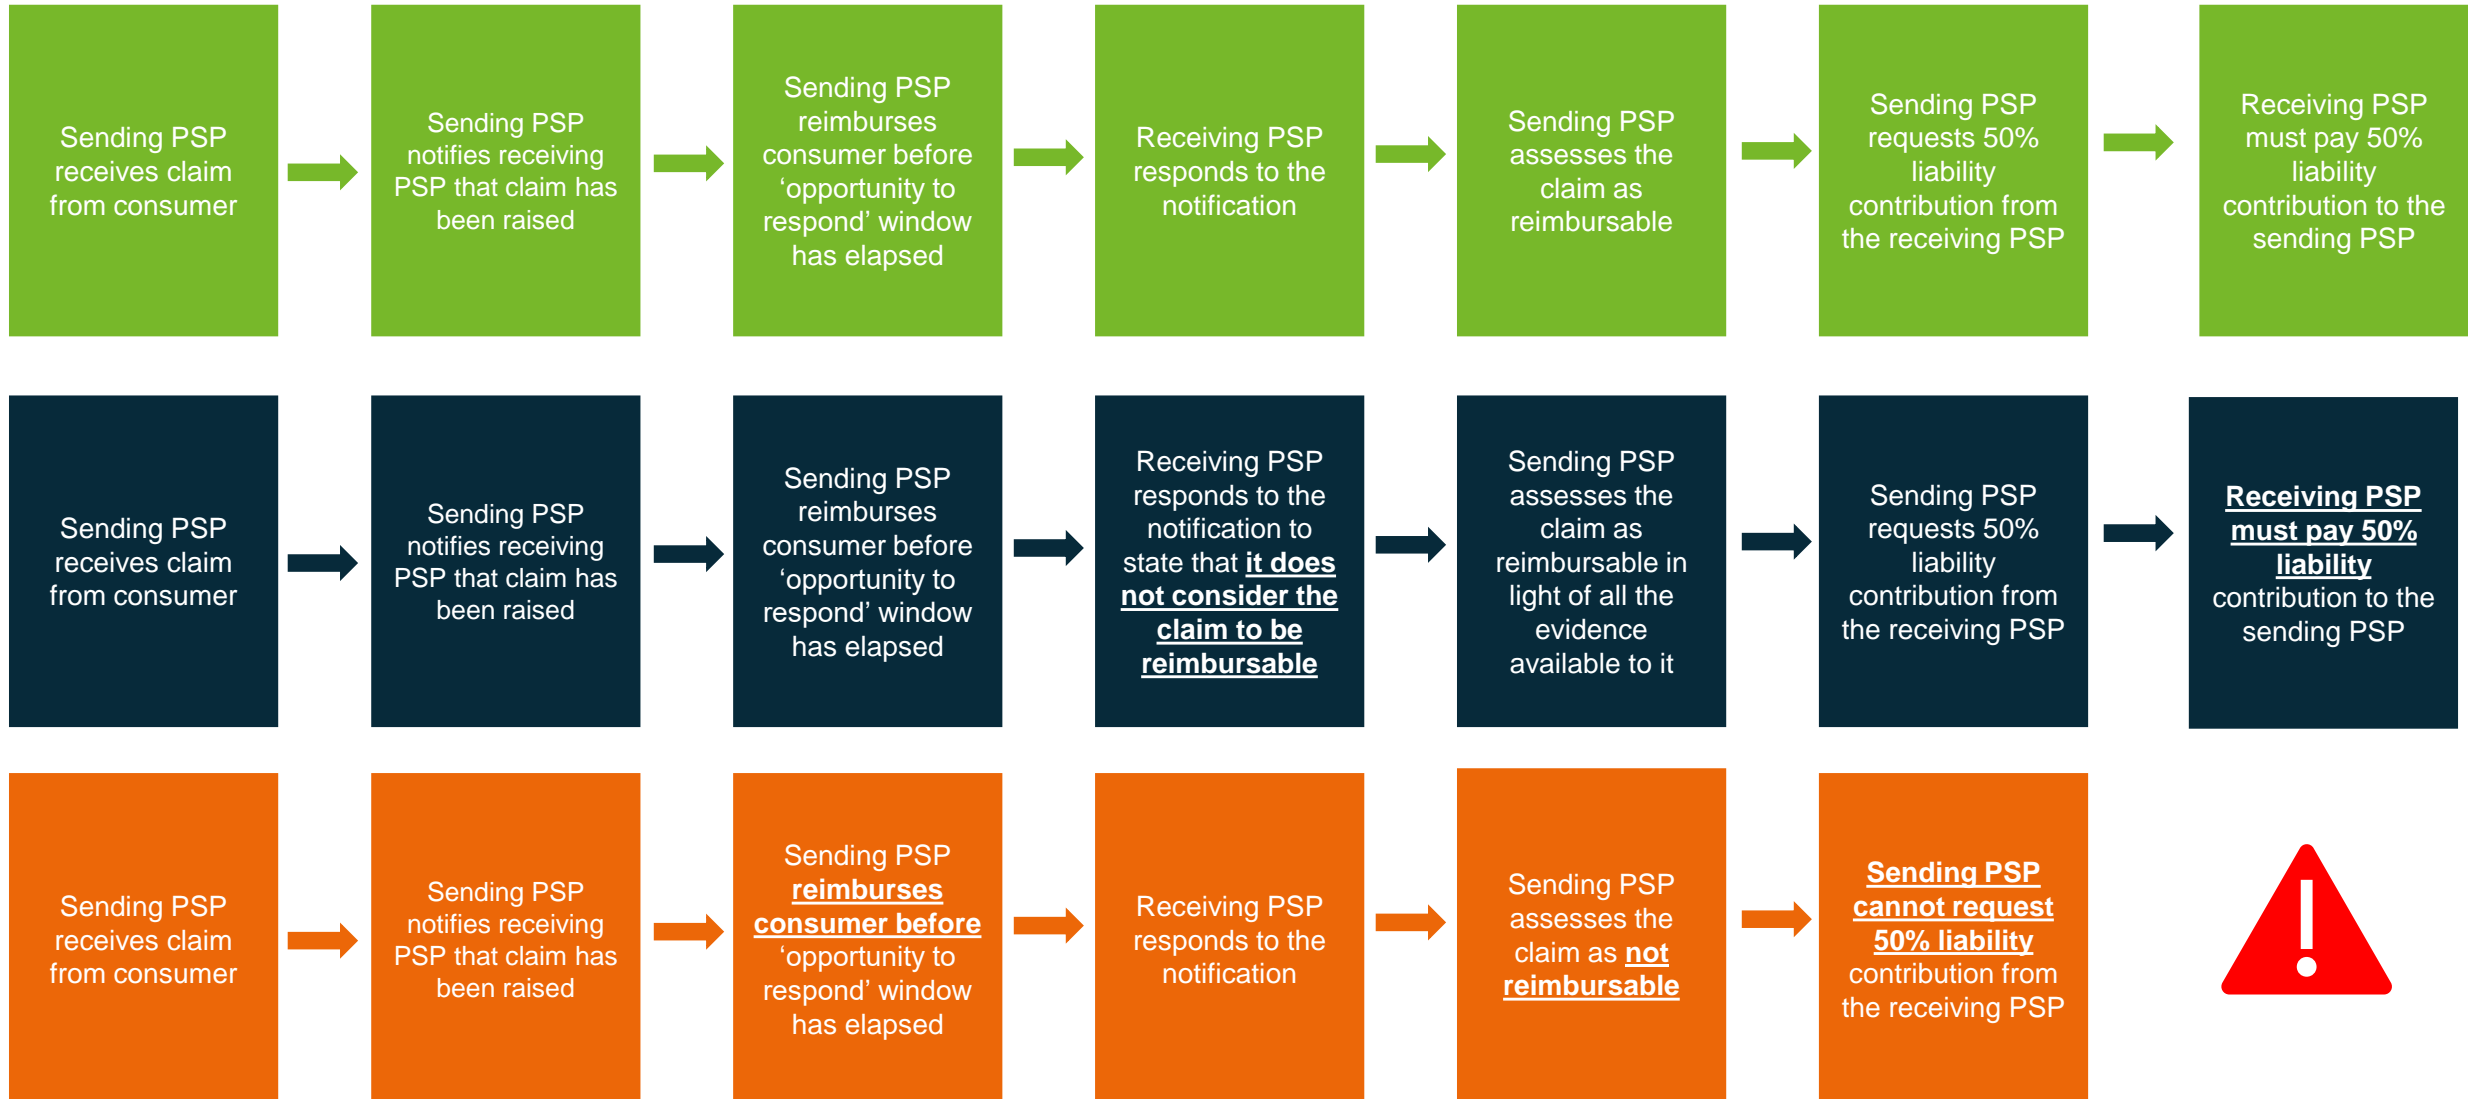 Sending PSP
receives claim
from consumer
Sending PSP
notifies receiving
PSP that claim has
been raised
Sending PSP
reimburses
consumer before
‘opportunity to
respond’ window
has elapsed
Receiving PSP
responds to the
notification
Sending PSP
assesses the
claim as
reimbursable
Sending PSP
requests 50%
liability
contribution from
the receiving PSP
Receiving PSP
must pay 50%
liability
contribution to the
sending PSP
Sending PSP
receives claim
from consumer
Sending PSP
notifies receiving
PSP that claim has
been raised
Sending PSP
reimburses
consumer before
‘opportunity to
respond’ window
has elapsed
Receiving PSP
responds to the
notification to
state that it does
not consider the
claim to be
reimbursable
Sending PSP
assesses the
claim as
reimbursable in
light of all the
evidence
available to it
Sending PSP
requests 50%
liability
contribution from
the receiving PSP
Receiving PSP
must pay 50%
liability
contribution to the
sending PSP
Sending PSP
receives claim
from consumer
Sending PSP
notifies receiving
PSP that claim has
been raised
Sending PSP
reimburses
consumer before
‘opportunity to
respond’ window
has elapsed
Receiving PSP
responds to the
notification
Sending PSP
assesses the
claim as not
reimbursable
Sending PSP
cannot request
50% liability
contribution from
the receiving PSP